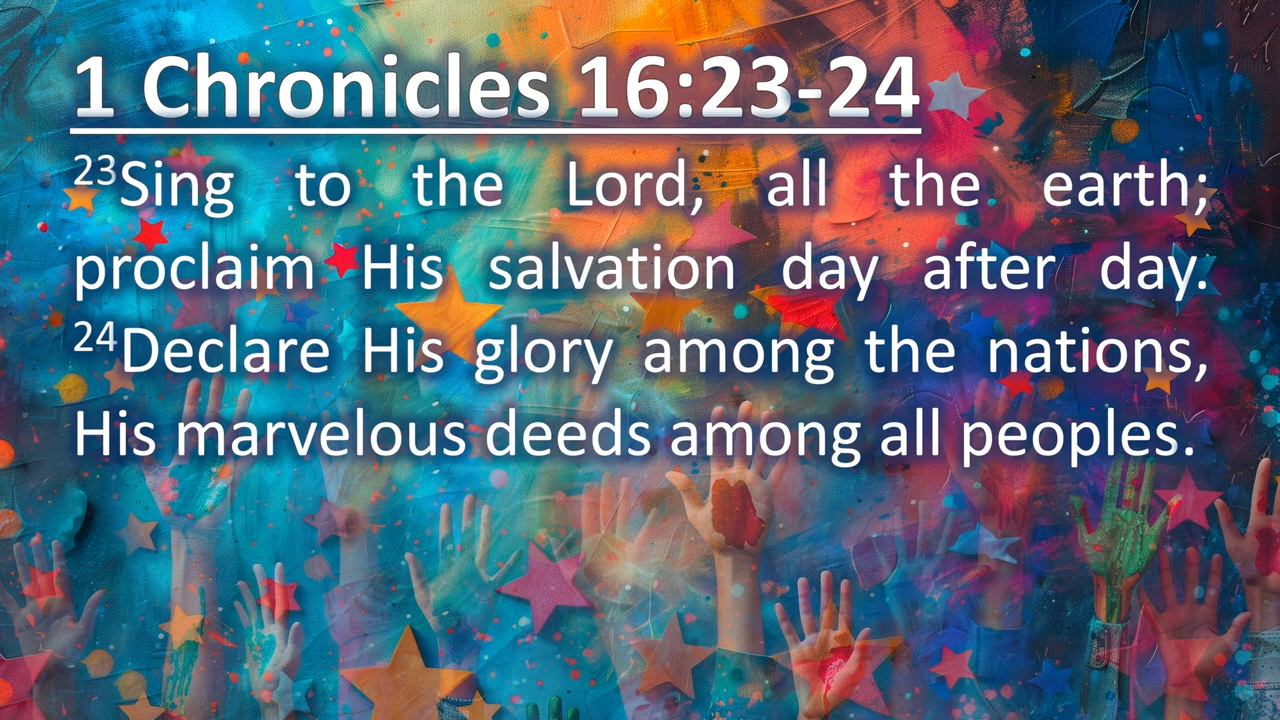 1 Chronicles 16:23-24
²³Sing to the Lord, all the earth;
proclaim His salvation day after day.
²⁴Declare His glory among the nations,
His marvelous deeds among all peoples.